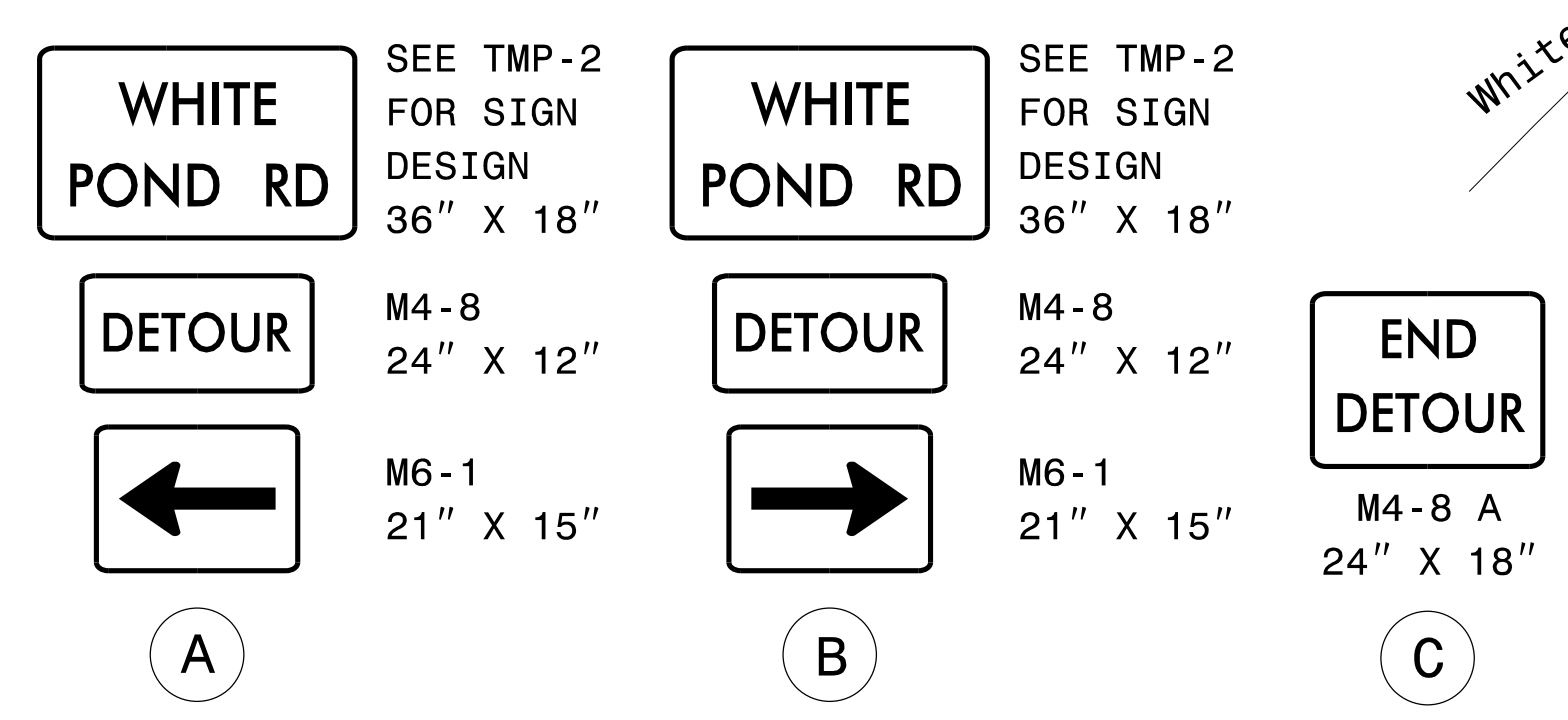 WHITE
POND RD
SEE TMP-2
FOR SIGN
DESIGN
36" X 18"
DETOUR
M4-8
24" X 12"
M6-1
21" X 15"
A
WHITE
POND RD
SEE TMP-2
FOR SIGN
DESIGN
36" X 18"
DETOUR
M4-8
24" X 12"
M6-1
21" X 15"
B
White
END
DETOUR
M4-8 A
24" X 18"
C